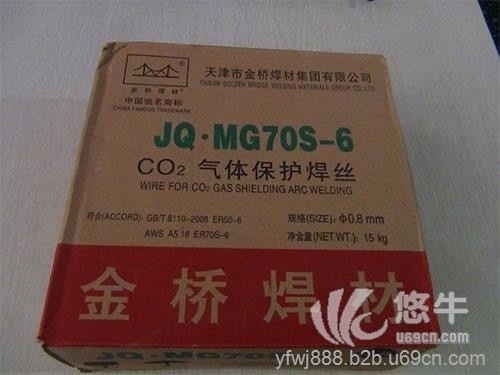 金桥焊材
中国驰名商标
CHINA FAMOUS TRADEMARK
天津市金桥焊材集团有限公司
TIANJIN GOLDEN BRIDGE WELDING MATERIALS GROUP CO.,LTD
JQ·MG70S-6
CO2 气体保护焊丝
WIRE FOR CO2 GAS SHIELDING ARC WELDING
符合(ACCORD): GB/T 8110-2008 ER50-6
规格(SIZE): Φ0.8 mm
AWS A5.18 ER70S-6
净含量(NET WT.): 15 kg
金桥焊材
JQ·MG70S
悠牛
u69cn.com
yfwj888.b2b.u69cn.com